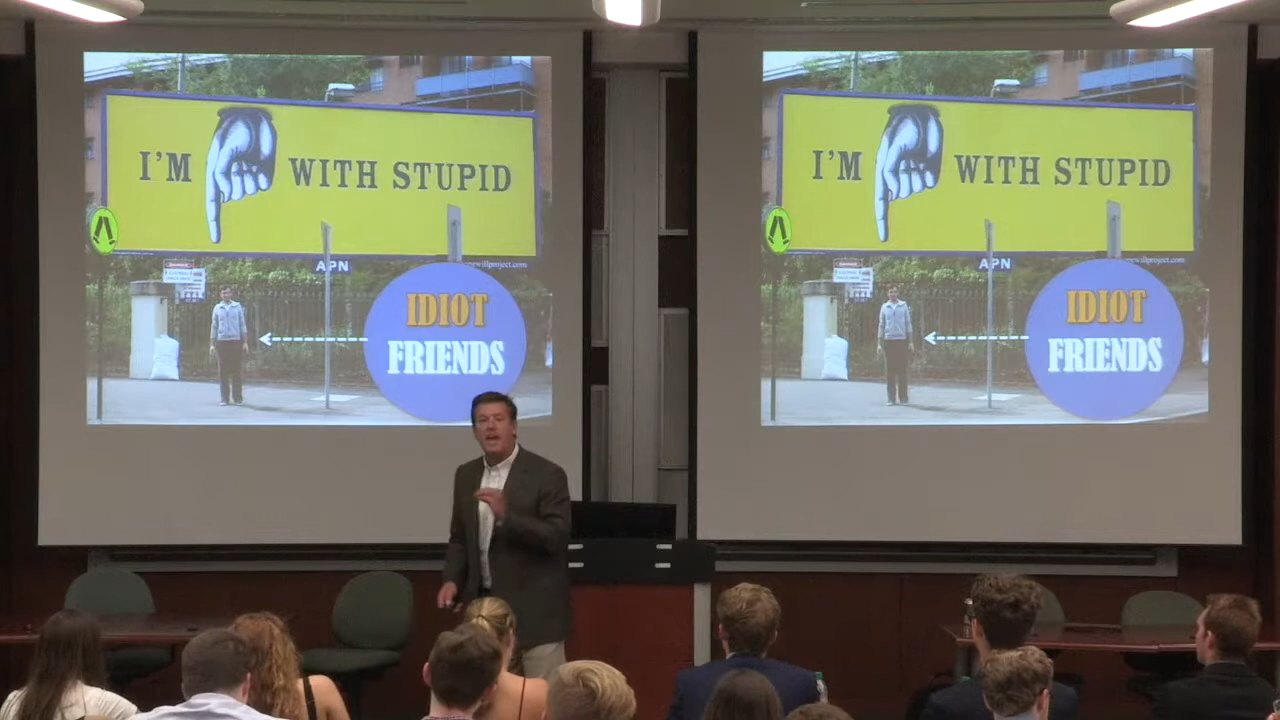 I'M WITH STUPID
APN
IDIOT
FRIENDS
I'M WITH STUPID
APN
IDIOT
FRIENDS